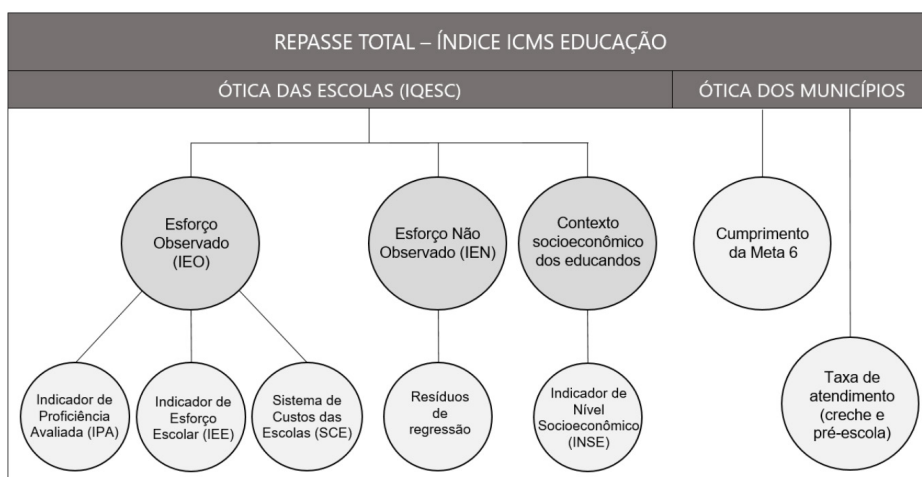 REPASSE TOTAL – ÍNDICE ICMS EDUCAÇÃO
ÓTICA DAS ESCOLAS (IQESC)
ÓTICA DOS MUNICÍPIOS
Esforço
Observado
(IEO)
Esforço Não
Observado (IEN)
Contexto
socioeconômico
dos educandos
Cumprimento
da Meta 6
Indicador de
Proficiência
Avaliada (IPA)
Indicador de
Esforço
Escolar (IEE)
Sistema de
Custos das
Escolas (SCE)
Resíduos
de
regressão
Indicador de
Nível
Socioeconômico
(INSE)
Taxa de
atendimento
(creche e
pré-escola)